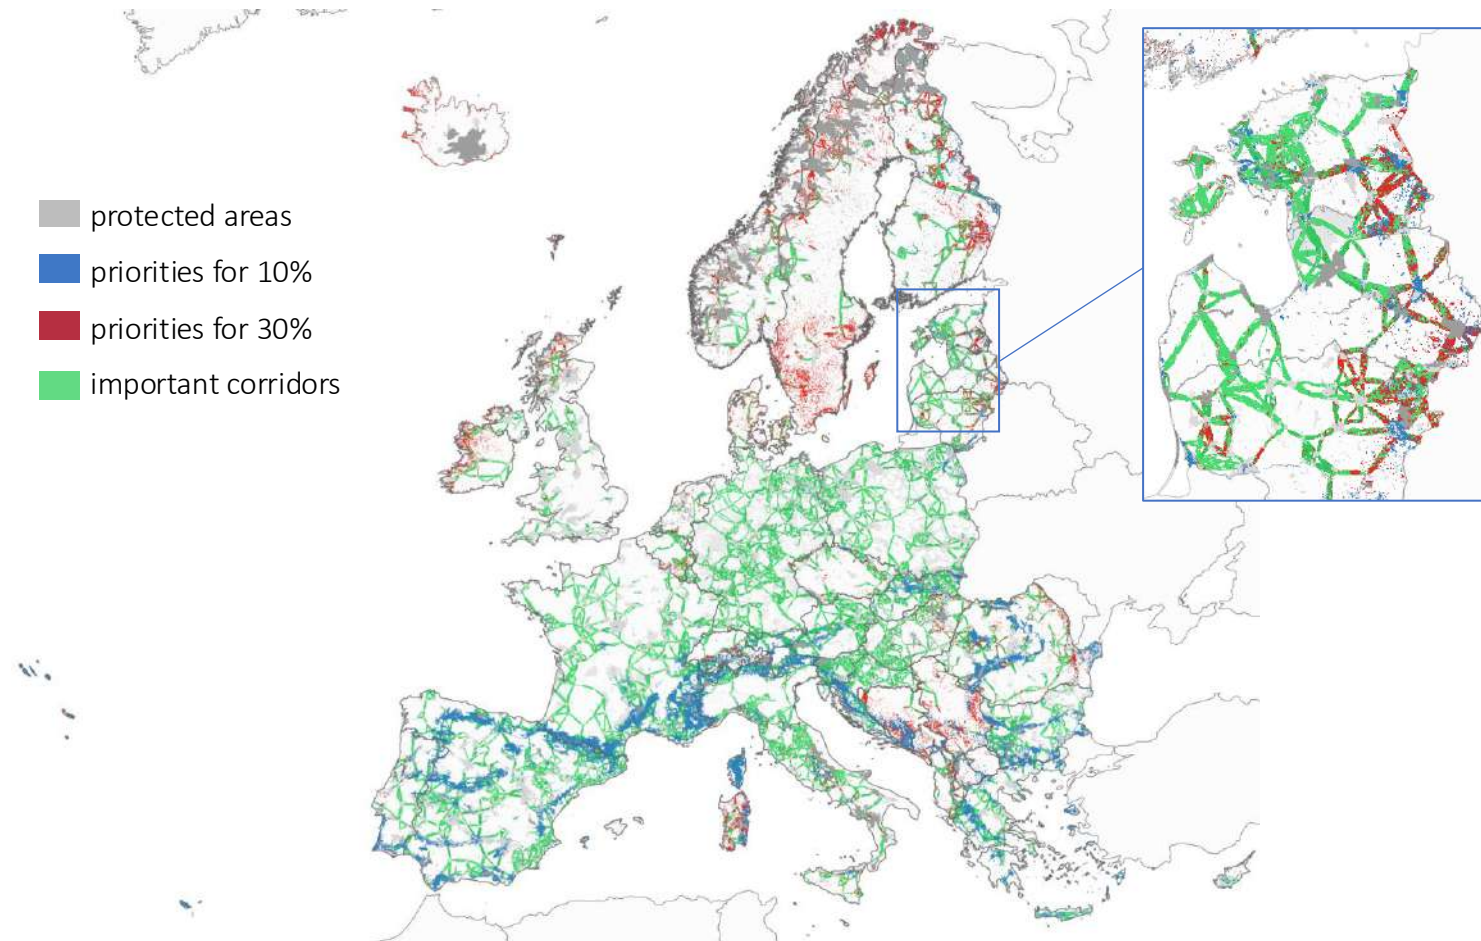 protected areas
priorities for 10%
priorities for 30%
important corridors